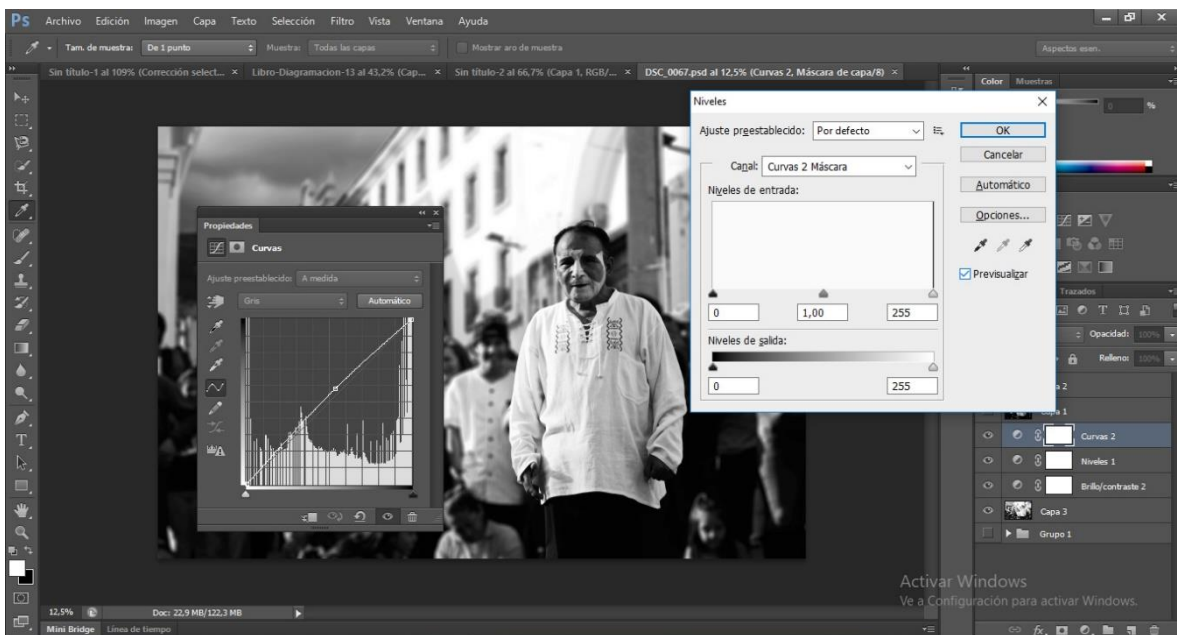 Ps Archivo Edición Imagen Capa Texto Selección Filtro Vista Ventana Ayuda
Tam. de muestra: De 1 punto Muestra: Todas las capas Mostrar aro de muestra Aspectos esen.
Sin título-1 al 109% (Corrección select... × Libro-Diagramacion-13 al 43,2% (Cap... × Sin título-2 al 66,7% (Capa 1, RGB/... × DSC_0067.psd al 12,5% (Curvas 2, Máscara de capa/8) ×
Color Muestras
0 %
Niveles
Ajuste preestablecido: Por defecto
OK
Canal: Curvas 2 Máscara
Cancelar
Niveles de entrada:
Automático
Opciones...
Previsualizar
0 1,00 255
Niveles de salida:
0 255
Propiedades
Curvas
Ajuste preestablecido: A medida
Gris Automático
Trazados
Opacidad: 100%
Relleno: 100%
a 2
Capa 1
Curvas 2
Niveles 1
Brillo/contraste 2
Capa 3
Grupo 1
Activar Windows
Ve a Configuración para activar Windows.
12,5% Doc: 22,9 MB/122,3 MB
Mini Bridge Línea de tiempo